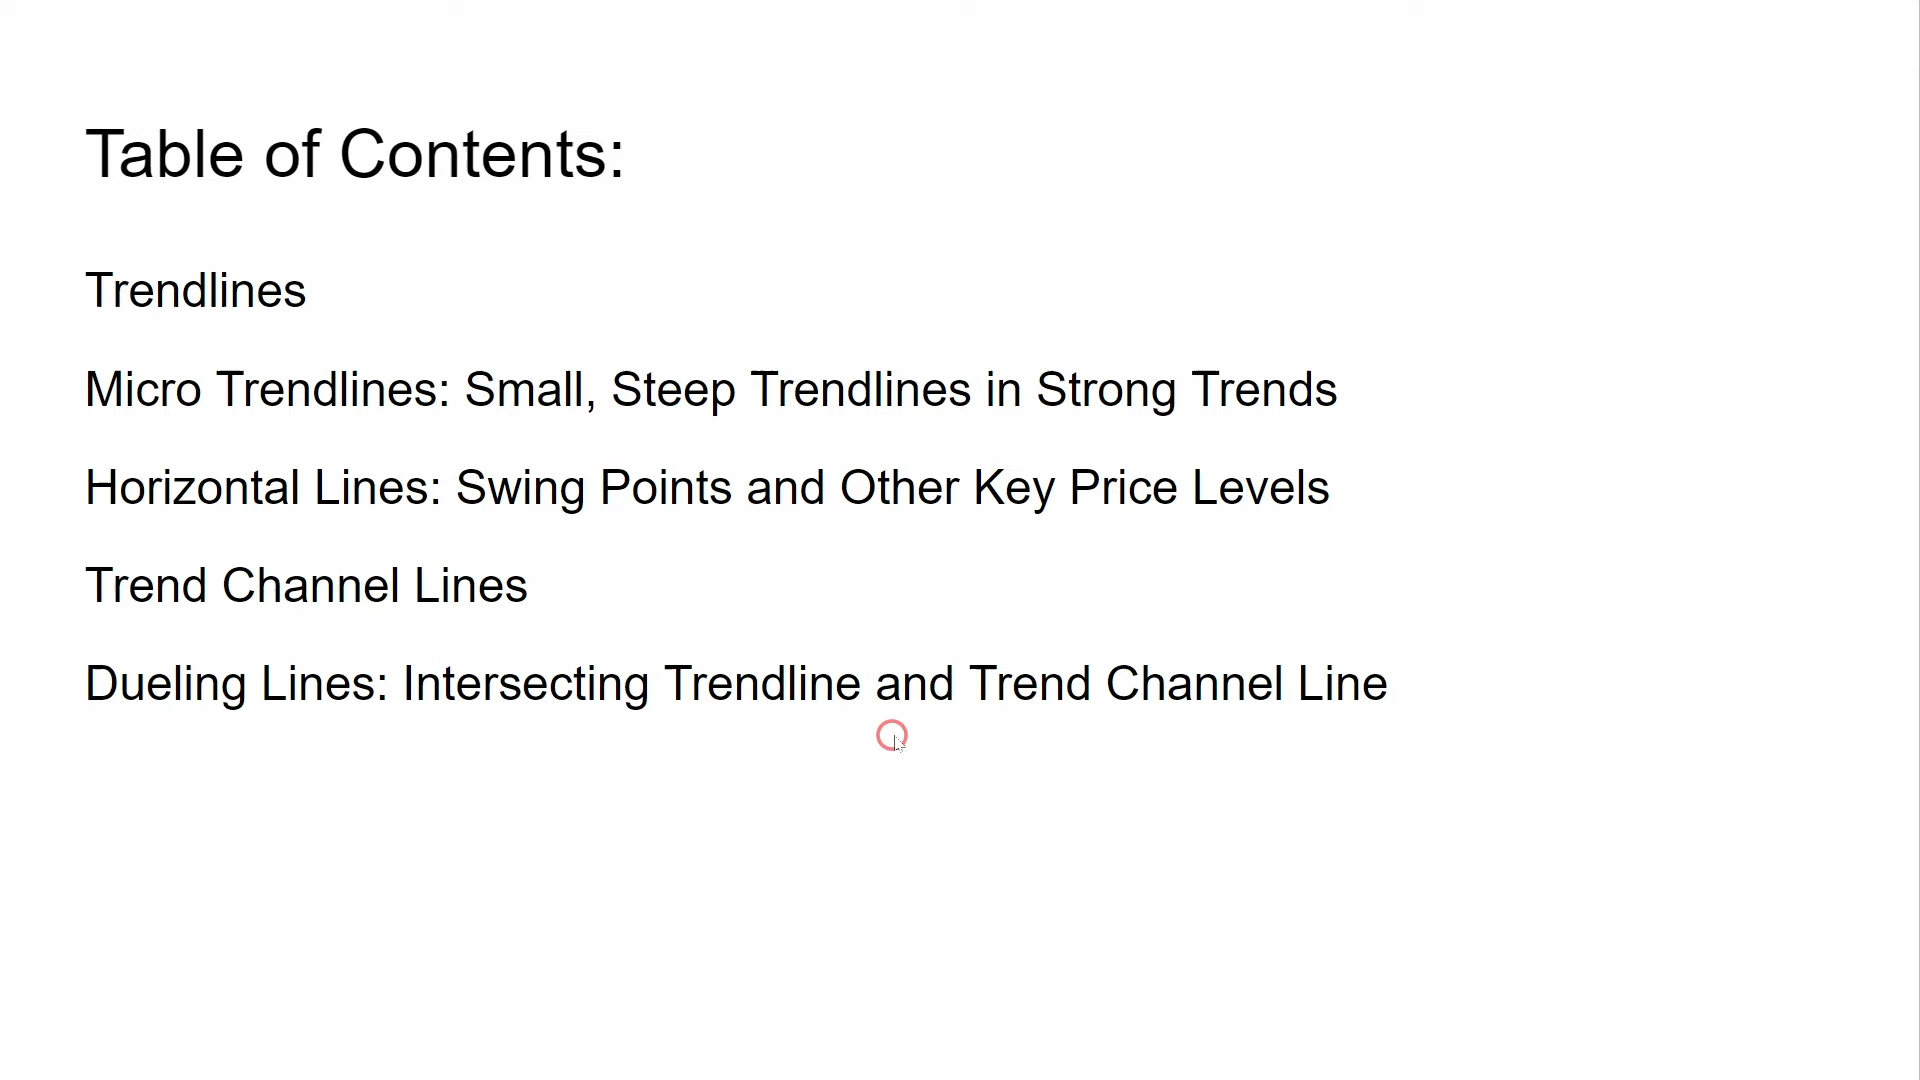 Table of Contents:
Trendlines
Micro Trendlines: Small, Steep Trendlines in Strong Trends
Horizontal Lines: Swing Points and Other Key Price Levels
Trend Channel Lines
Dueling Lines: Intersecting Trendline and Trend Channel Line